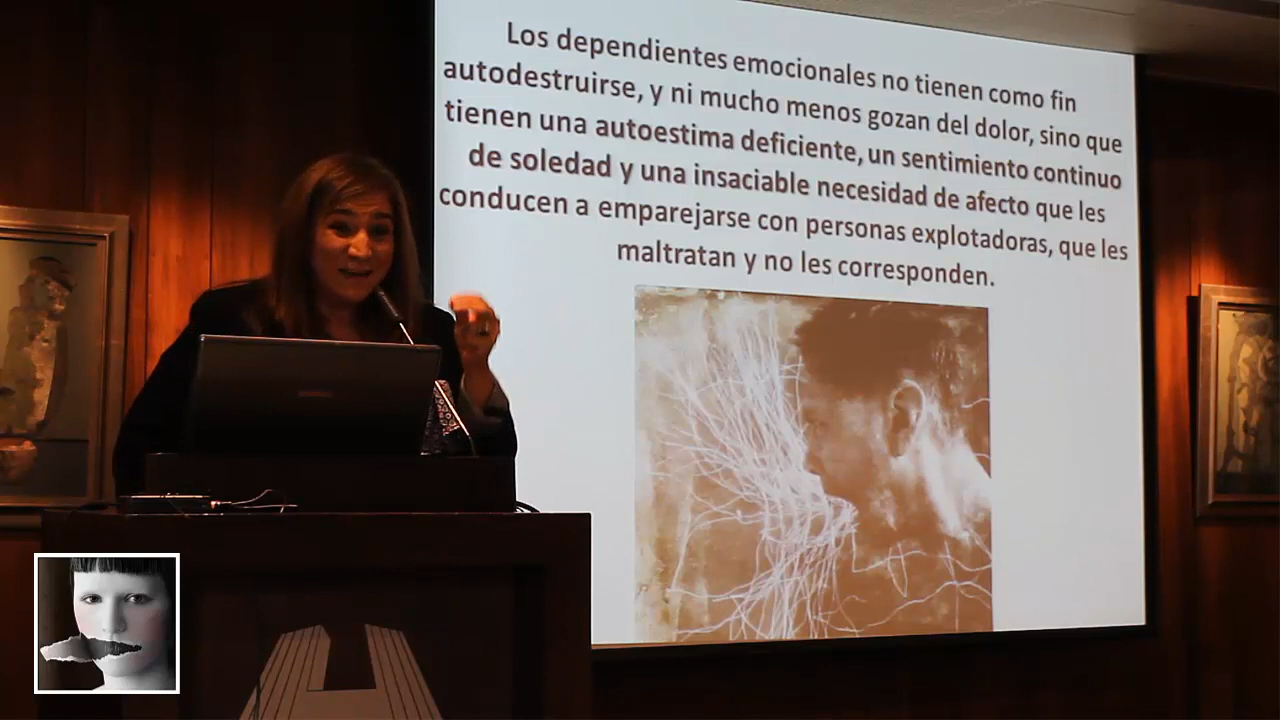 Los dependientes emocionales no tienen como fin
autodestruirse, y ni mucho menos gozan del dolor, sino que
tienen una autoestima deficiente, un sentimiento continuo
de soledad y una insaciable necesidad de afecto que les
conducen a emparejarse con personas explotadoras, que les
maltratan y no les corresponden.